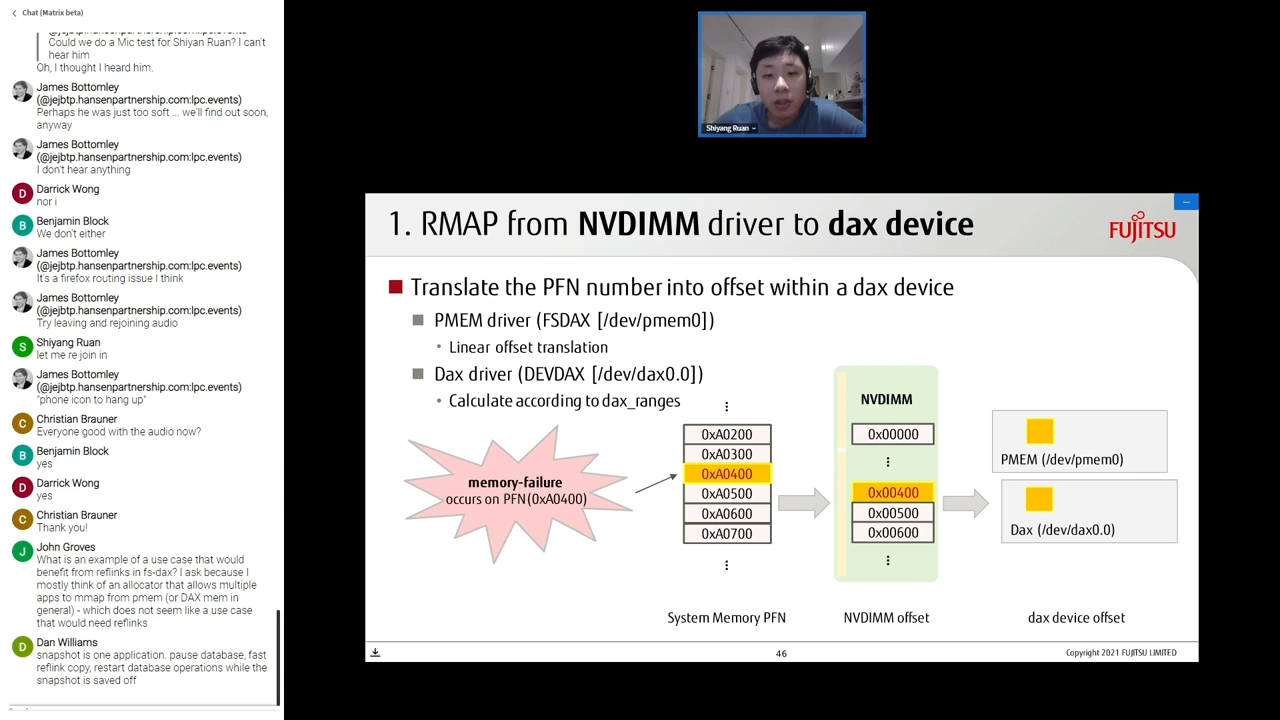 Chat (Matrix beta)
Could we do a Mic test for Shiyan Ruan? I can't
hear him
Oh, I thought I heard him.
James Bottomley
(@jejbtp.hansenpartnership.com:lpc.events)
Perhaps he was just too soft ... we'll find out soon,
anyway
James Bottomley
(@jejbtp.hansenpartnership.com:lpc.events)
I don't hear anything
D
Darrick Wong
nor i
B
Benjamin Block
We don't either
James Bottomley
(@jejbtp.hansenpartnership.com:lpc.events)
It's a firefox routing issue I think
James Bottomley
(@jejbtp.hansenpartnership.com:lpc.events)
Try leaving and rejoining audio
S
Shiyang Ruan
let me re join in
James Bottomley
(@jejbtp.hansenpartnership.com:lpc.events)
"phone icon to hang up"
C
Christian Brauner
Everyone good with the audio now?
B
Benjamin Block
yes
D
Darrick Wong
yes
C
Christian Brauner
Thank you!
J
John Groves
What is an example of a use case that would
benefit from reflinks in fs-dax? I ask because I
mostly think of an allocator that allows multiple
apps to mmap from pmem (or DAX mem in
general) - which does not seem like a use case
that would need reflinks
D
Dan Williams
snapshot is one application. pause database, fast
reflink copy, restart database operations while the
snapshot is saved off
Shiyang Ruan
1. RMAP from NVDIMM driver to dax device
FUJITSU
Translate the PFN number into offset within a dax device
PMEM driver (FSDAX [/dev/pmem0])
• Linear offset translation
Dax driver (DEVDAX [/dev/dax0.0])
• Calculate according to dax_ranges
memory-failure
occurs on PFN(0xA0400)
0xA0200
0xA0300
0xA0400
0xA0500
0xA0600
0xA0700
System Memory PFN
NVDIMM
0x00000
0x00400
0x00500
0x00600
NVDIMM offset
PMEM (/dev/pmem0)
Dax (/dev/dax0.0)
dax device offset
46
Copyright 2021 FUJITSU LIMITED